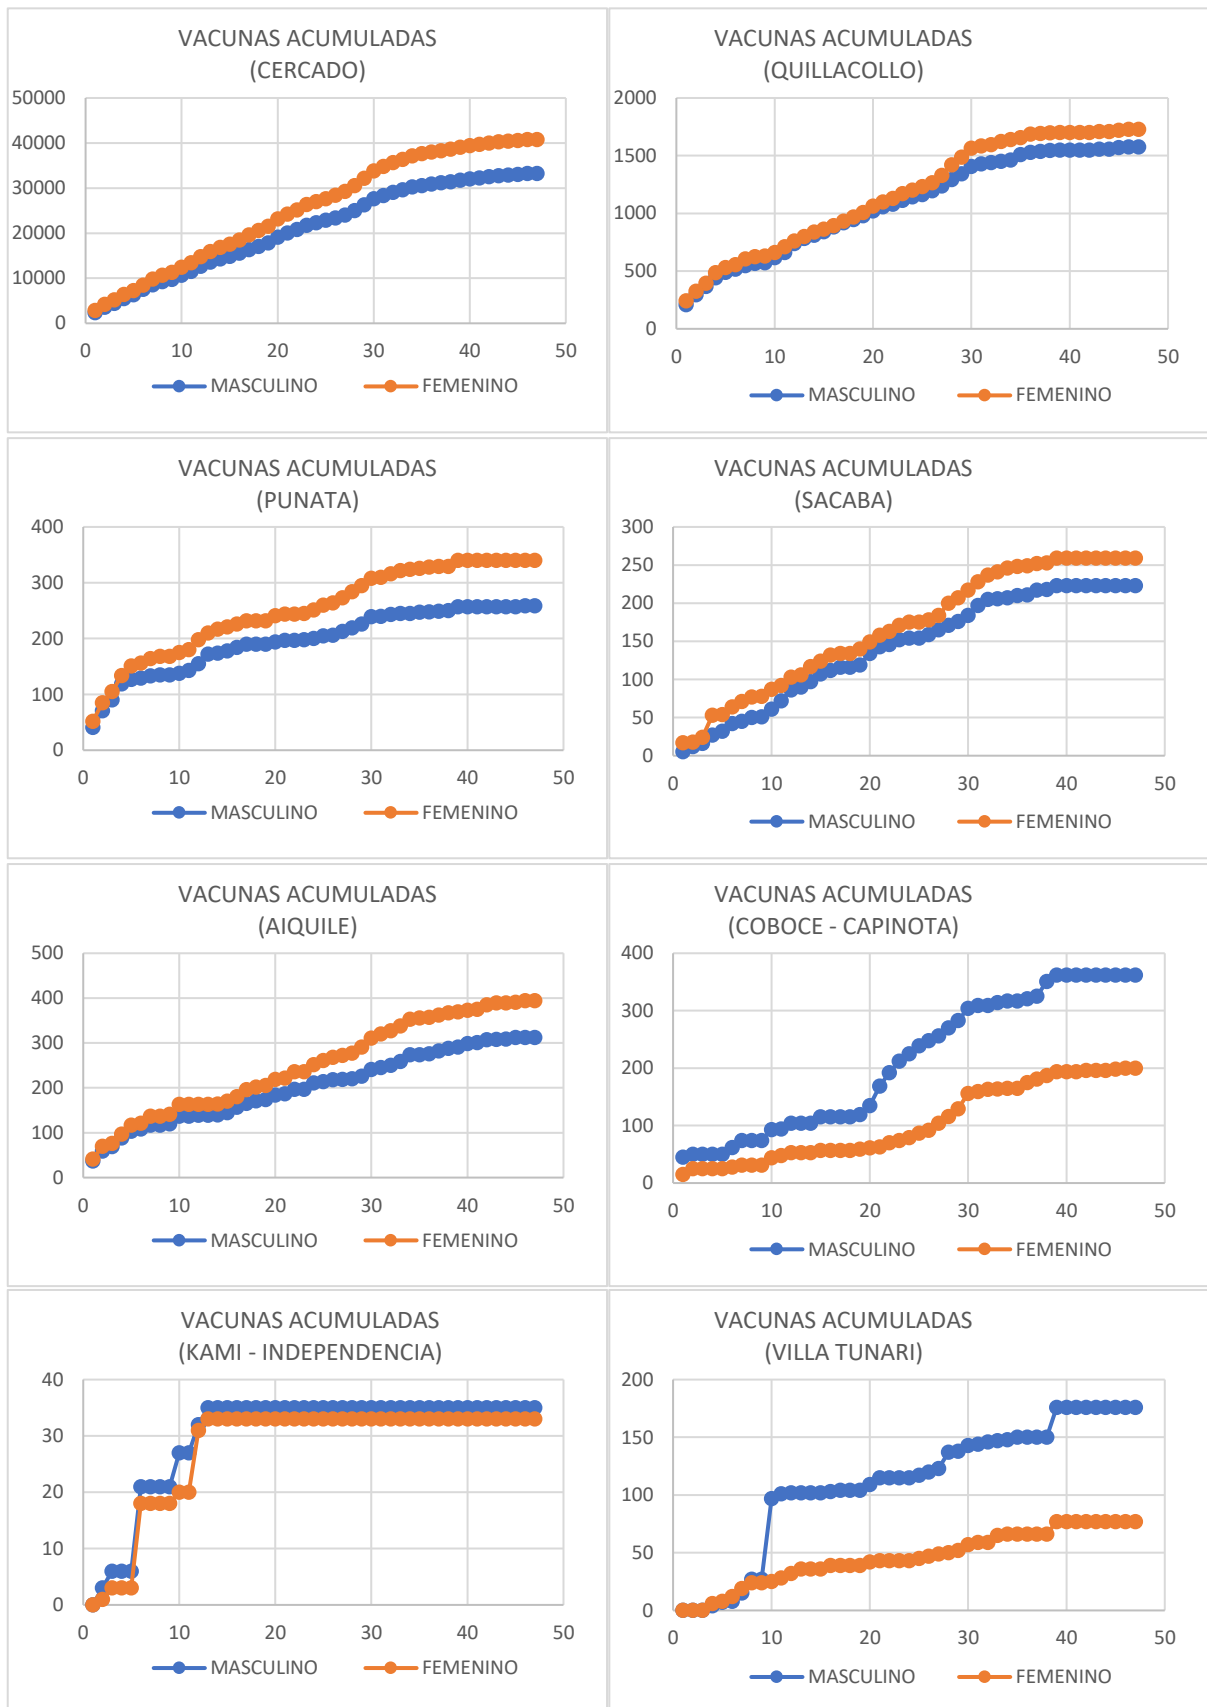 VACUNAS ACUMULADAS
(CERCADO)
50000
40000
30000
20000
10000
0
0 10 20 30 40 50
MASCULINO FEMENINO
VACUNAS ACUMULADAS
(QUILLACOLLO)
2000
1500
1000
500
0
0 10 20 30 40 50
MASCULINO FEMENINO
VACUNAS ACUMULADAS
(PUNATA)
400
300
200
100
0
0 10 20 30 40 50
MASCULINO FEMENINO
VACUNAS ACUMULADAS
(SACABA)
300
250
200
150
100
50
0
0 10 20 30 40 50
MASCULINO FEMENINO
VACUNAS ACUMULADAS
(AIQUILE)
500
400
300
200
100
0
0 10 20 30 40 50
MASCULINO FEMENINO
VACUNAS ACUMULADAS
(COBOCE - CAPINOTA)
400
300
200
100
0
0 10 20 30 40 50
MASCULINO FEMENINO
VACUNAS ACUMULADAS
(KAMI - INDEPENDENCIA)
40
30
20
10
0
0 10 20 30 40 50
MASCULINO FEMENINO
VACUNAS ACUMULADAS
(VILLA TUNARI)
200
150
100
50
0
0 10 20 30 40 50
MASCULINO FEMENINO